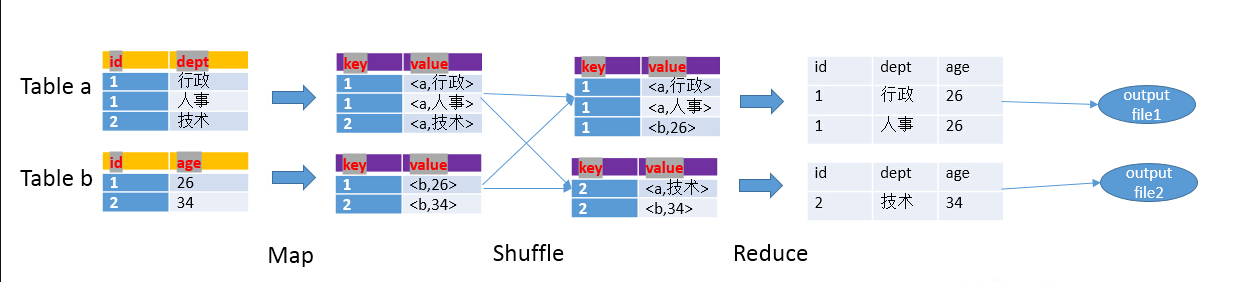 Table a
id dept
1 行政
1 人事
2 技术
Table b
id age
1 26
2 34
Map
key value
1 <a,行政>
1 <a,人事>
2 <a,技术>
key value
1 <b,26>
2 <b,34>
Shuffle
key value
1 <a,行政>
1 <a,人事>
1 <b,26>
key value
2 <a,技术>
2 <b,34>
Reduce
id dept age
1 行政 26
1 人事 26
id dept age
2 技术 34
output
file1
output
file2